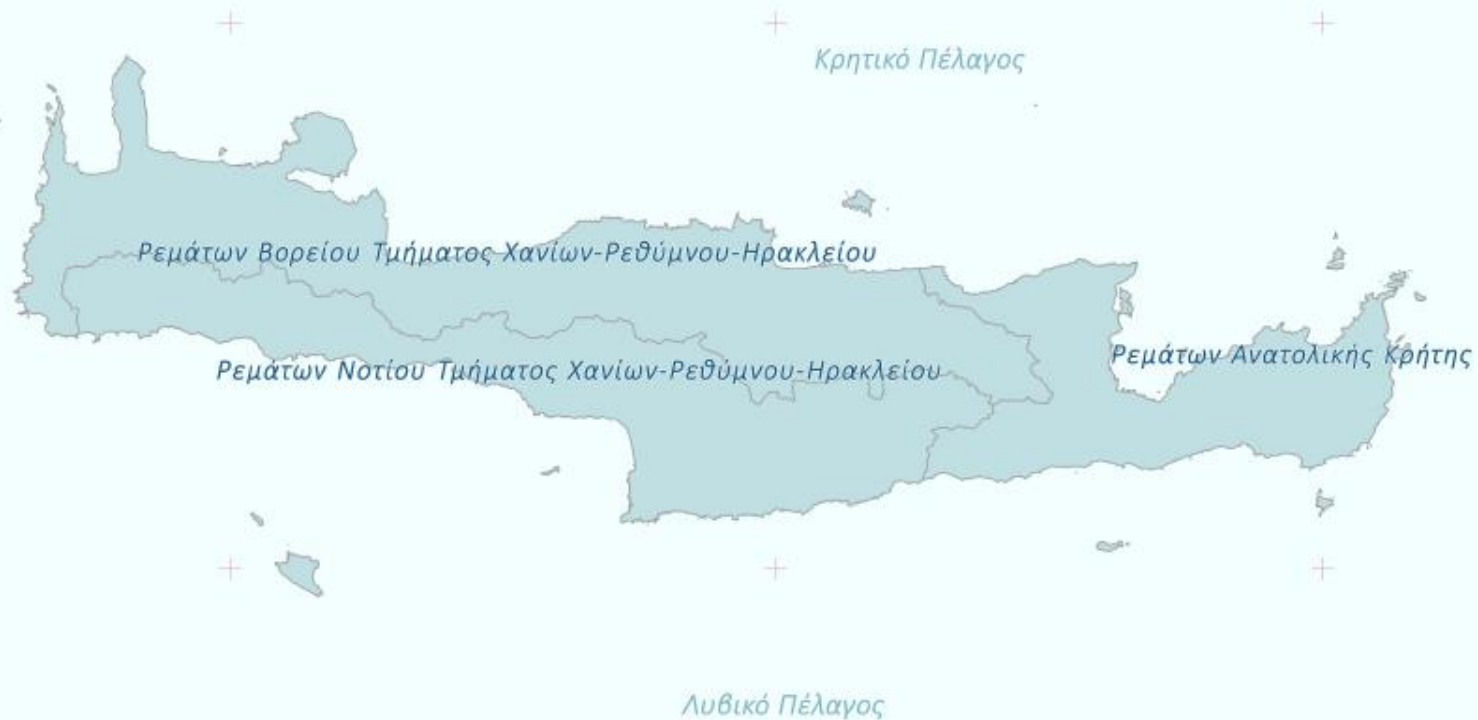 Κρητικό Πέλαγος
Ρεμάτων Βορείου Τμήματος Χανίων-Ρεθύμνου-Ηρακλείου
Ρεμάτων Ανατολικής Κρήτης
Ρεμάτων Νοτίου Τμήματος Χανίων-Ρεθύμνου-Ηρακλείου
Λυβικό Πέλαγος